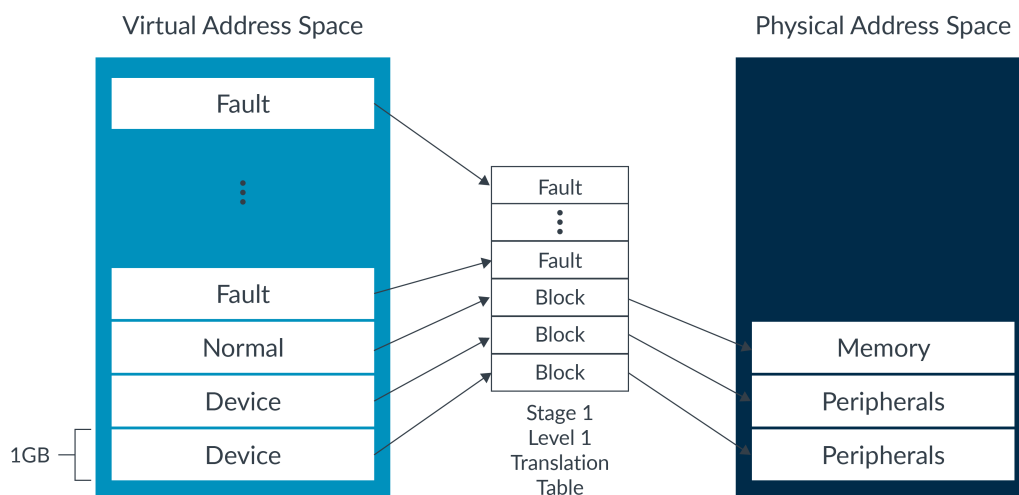 Virtual Address Space
Physical Address Space
Fault
Fault
Fault
Fault
Block
Normal
Block
Memory
Device
Block
Peripherals
1GB
Device
Peripherals
Stage 1
Level 1
Translation
Table